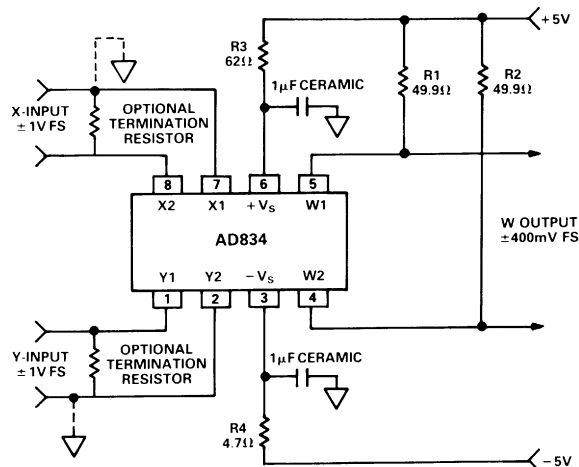 +5V
R3
62Ω
1μF CERAMIC
R1
49.9Ω
R2
49.9Ω
X-INPUT
±1V FS
OPTIONAL
TERMINATION
RESISTOR
8
7
6
5
X2
X1
+VS
W1
AD834
W OUTPUT
±400mV FS
Y1
Y2
−VS
W2
1
2
3
4
Y-INPUT
±1V FS
OPTIONAL
TERMINATION
RESISTOR
1μF CERAMIC
R4
4.7Ω
−5V